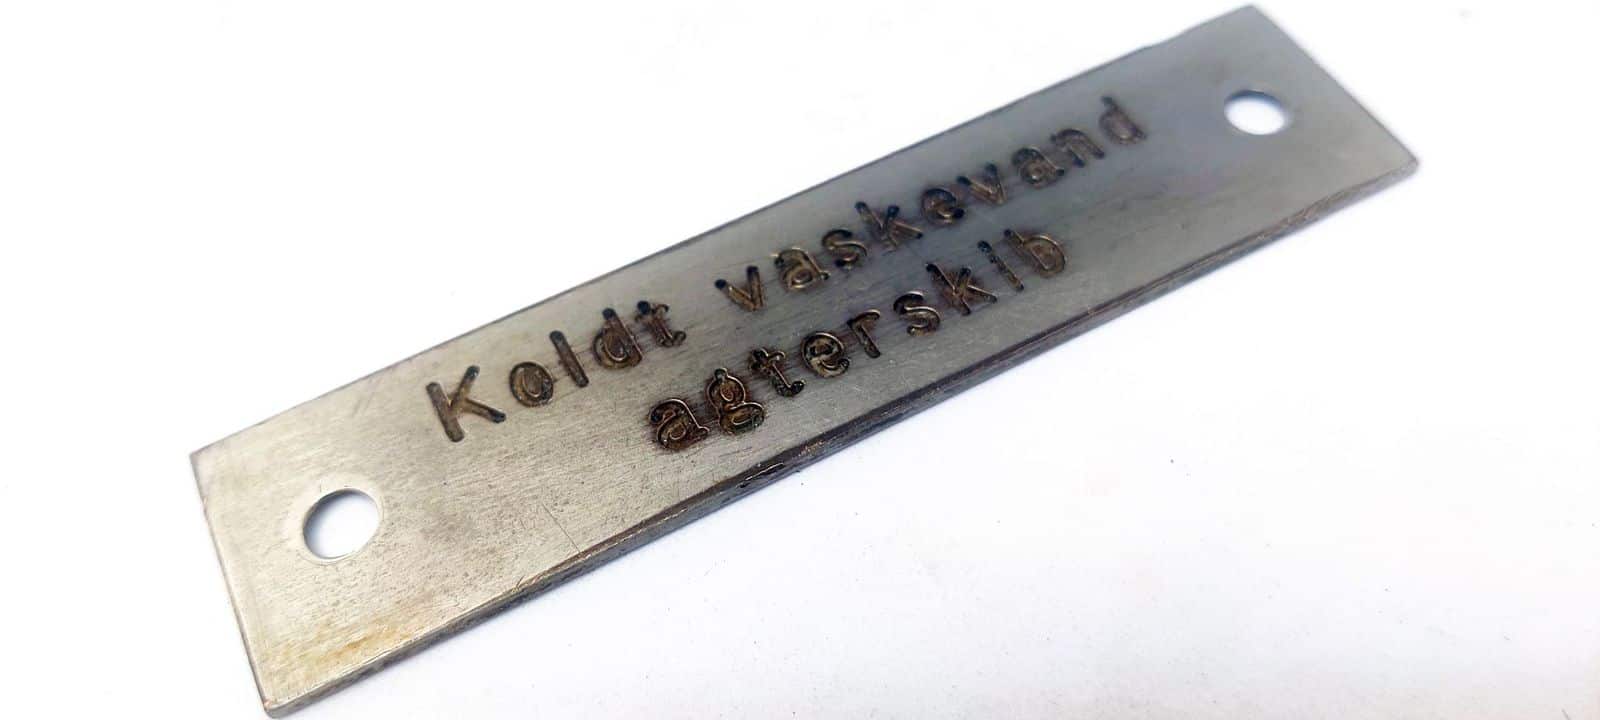 Koldt vaskevand
agterskib